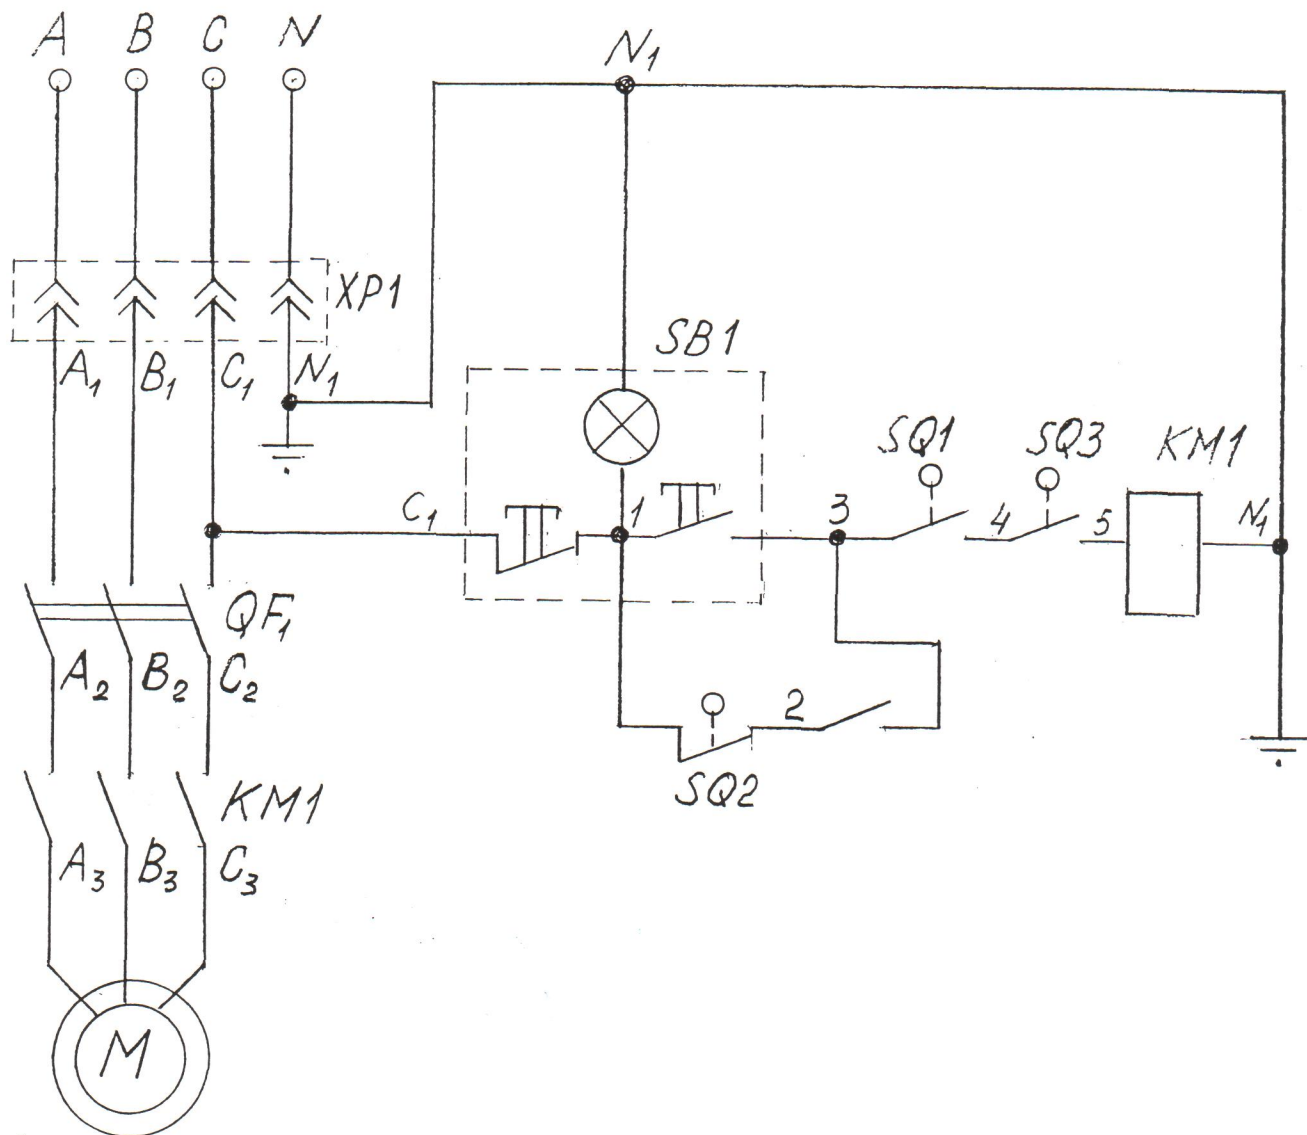 A B C N
N₁
XP1
A₁ B₁ C₁ N₁
SB1
SQ1 SQ3 KM1
C₁ 1 3 4 5 N₁
QF₁
A₂ B₂ C₂
2
SQ2
KM1
A₃ B₃ C₃
M